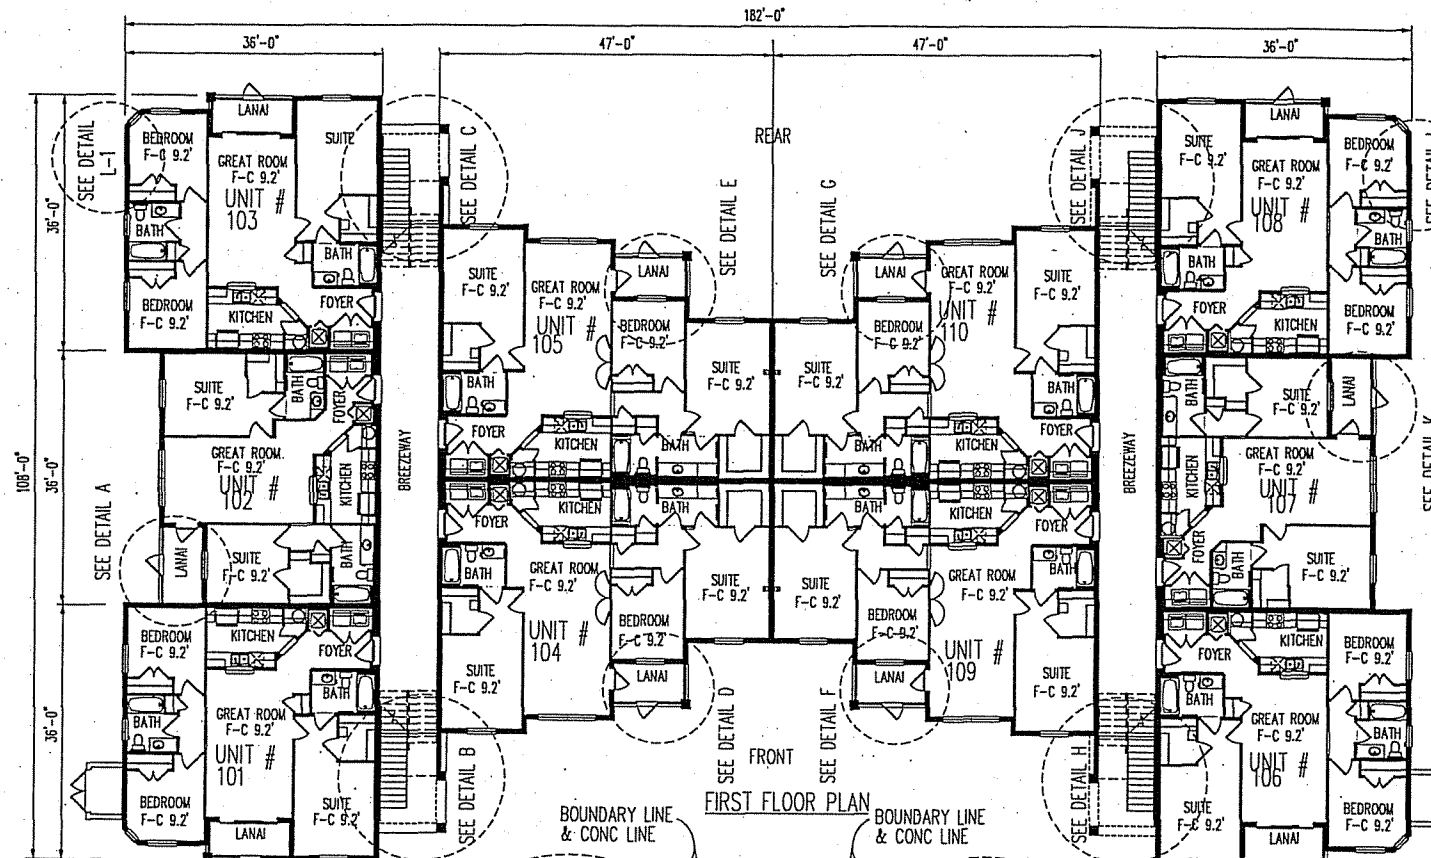 182'-0"
36'-0"
47'-0"
47'-0"
36'-0"
108'-0"
36'-0"
36'-0"
36'-0"
SEE DETAIL
L-1
LANAI
BEDROOM
F-C 9.2'
SUITE
GREAT ROOM
F-C 9.2'
UNIT #
103
BATH
BATH
BEDROOM
F-C 9.2'
FOYER
KITCHEN
SEE DETAIL C
REAR
SEE DETAIL E
SEE DETAIL G
SEE DETAIL J
LANAI
SUITE
F-C 9.2'
GREAT ROOM
F-C 9.2'
UNIT #
108
BEDROOM
F-C 9.2'
BATH
BATH
FOYER
KITCHEN
BEDROOM
F-C 9.2'
SUITE
F-C 9.2'
GREAT ROOM
F-C 9.2'
UNIT #
105
LANAI
BEDROOM
F-C 9.2'
SUITE
F-C 9.2'
BATH
FOYER
KITCHEN
BATH
LANAI
GREAT ROOM
F-C 9.2'
UNIT #
110
SUITE
F-C 9.2'
BEDROOM
F-C 9.2'
SUITE
F-C 9.2'
BATH
BATH
KITCHEN
FOYER
SUITE
F-C 9.2'
BATH
FOYER
GREAT ROOM
F-C 9.2'
UNIT #
102
KITCHEN
BREEZEWAY
SEE DETAIL A
LANAI
SUITE
F-C 9.2'
BATH
BREEZEWAY
BATH
SUITE
F-C 9.2'
LANAI
GREAT ROOM
F-C 9.2'
UNIT #
107
KITCHEN
FOYER
BATH
SUITE
F-C 9.2'
SEE DETAIL K
FOYER
KITCHEN
BATH
BATH
GREAT ROOM
F-C 9.2'
UNIT #
104
SUITE
F-C 9.2'
BEDROOM
F-C 9.2'
SUITE
F-C 9.2'
LANAI
BATH
KITCHEN
FOYER
BATH
GREAT ROOM
F-C 9.2'
UNIT #
109
SUITE
F-C 9.2'
BEDROOM
F-C 9.2'
SUITE
F-C 9.2'
LANAI
BEDROOM
F-C 9.2'
KITCHEN
FOYER
BATH
BATH
GREAT ROOM
F-C 9.2'
UNIT #
101
BEDROOM
F-C 9.2'
SUITE
F-C 9.2'
LANAI
SEE DETAIL B
SEE DETAIL D
FRONT
SEE DETAIL F
SEE DETAIL H
FOYER
KITCHEN
BEDROOM
F-C 9.2'
BATH
GREAT ROOM
F-C 9.2'
UNIT #
106
BATH
SUITE
F-C 9.2'
BEDROOM
F-C 9.2'
LANAI
FIRST FLOOR PLAN
BOUNDARY LINE
& CONC LINE
BOUNDARY LINE
& CONC LINE